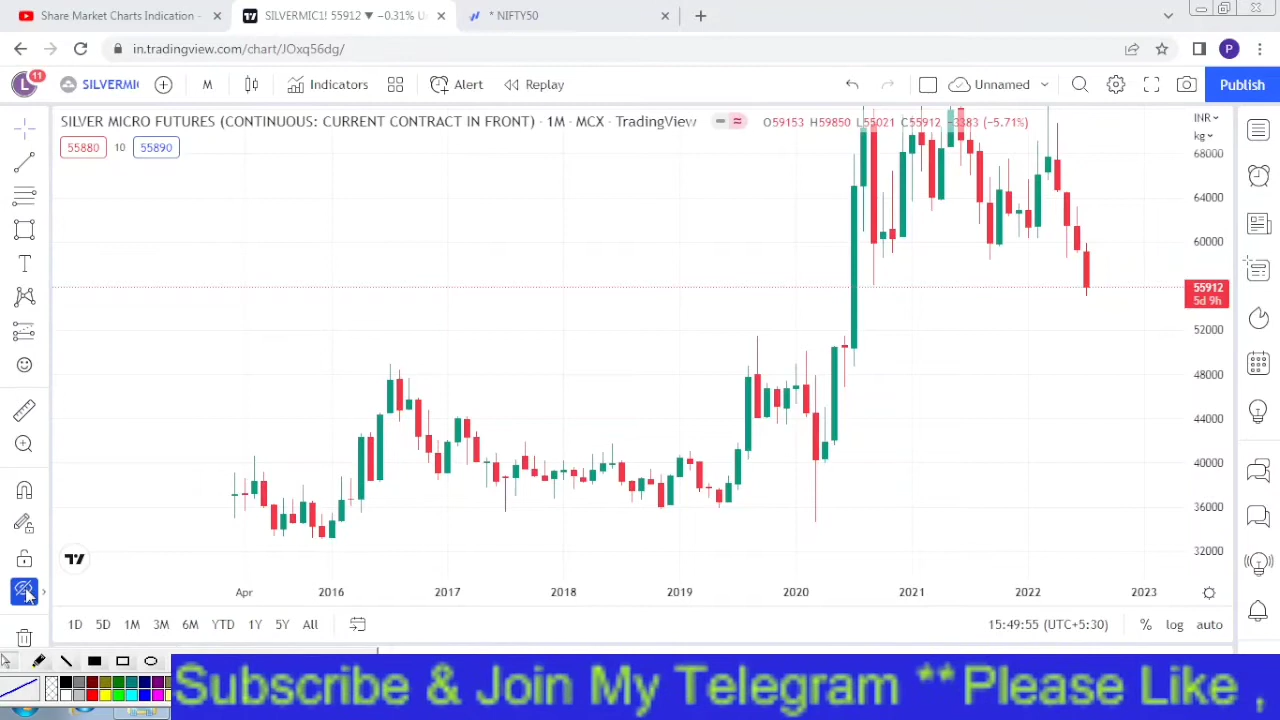 Share Market Charts Indication -
SILVERMIC1! 55912 ▼ −0.31% U
* NIFTY50
in.tradingview.com/chart/JOxq56dg/
P
L
11
SILVERMI
M
Indicators
Alert
Replay
Unnamed
Publish
SILVER MICRO FUTURES (CONTINUOUS: CURRENT CONTRACT IN FRONT) · 1M · MCX · TradingView
O59153 H59850 L55021 C55912 −3383 (−5.71%)
INR
kg
55880
10
55890
68000
64000
60000
55912
5d 9h
52000
48000
44000
40000
36000
32000
Apr
2016
2017
2018
2019
2020
2021
2022
2023
1D
5D
1M
3M
6M
YTD
1Y
5Y
All
15:49:55 (UTC+5:30)
%
log
auto
Subscribe & Join My Telegram ** Please Like ,